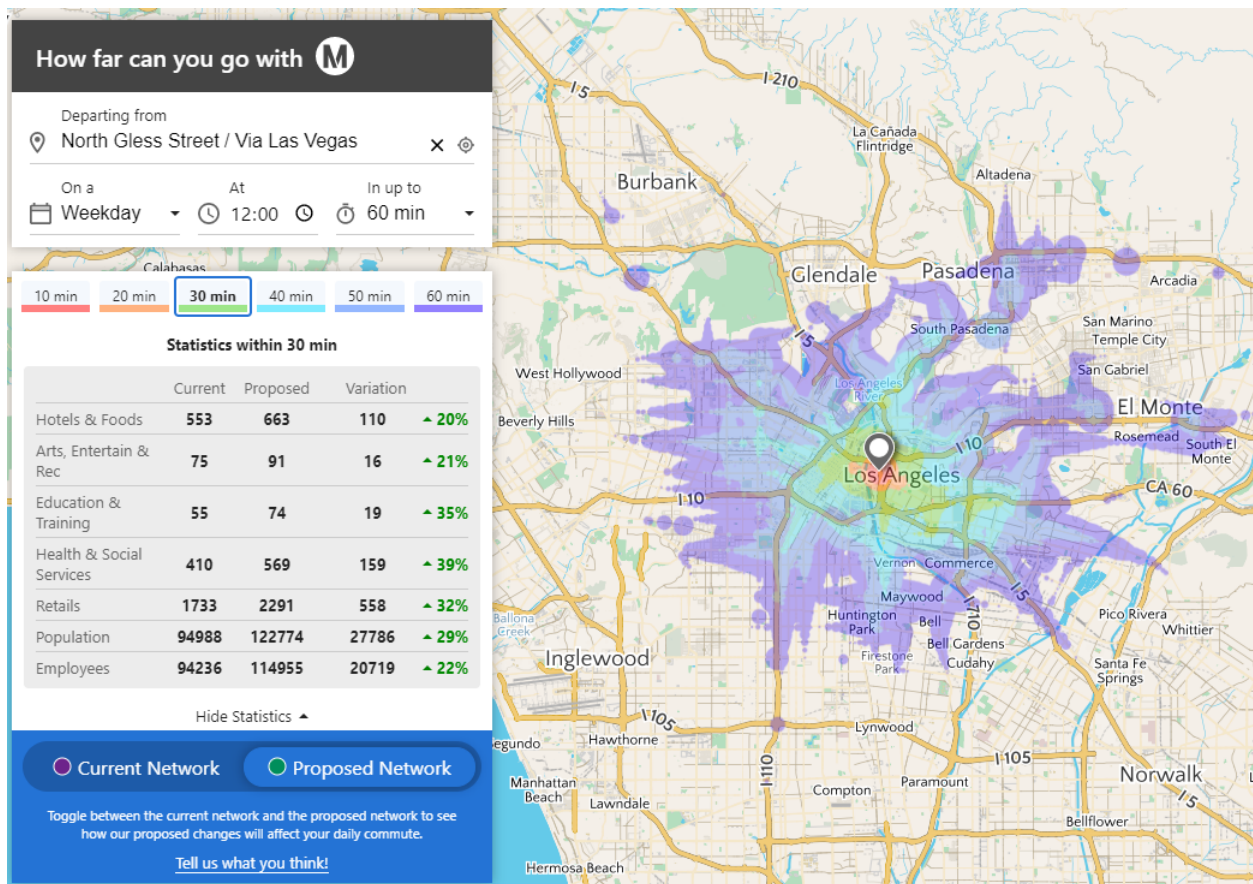 How far can you go with M
Departing from
North Gless Street / Via Las Vegas
On a
Weekday
At
12:00
In up to
60 min
10 min 20 min 30 min 40 min 50 min 60 min
Statistics within 30 min
Current Proposed Variation
Hotels & Foods 553 663 110 20%
Arts, Entertain &
Rec 75 91 16 21%
Education &
Training 55 74 19 35%
Health & Social
Services 410 569 159 39%
Retails 1733 2291 558 32%
Population 94988 122774 27786 29%
Employees 94236 114955 20719 22%
Hide Statistics
Current Network
Proposed Network
Toggle between the current network and the proposed network to see
how our proposed changes will affect your daily commute.
Tell us what you think!
Calabasas
I 5
I 210
La Cañada
Flintridge
Burbank
Altadena
Glendale
Pasadena
Arcadia
I 5
South Pasadena
San Marino
Temple City
San Gabriel
West Hollywood
Los Angeles
River
Beverly Hills
El Monte
Rosemead
South El
Monte
I 10
Los Angeles
CA 60
I 10
Vernon
Commerce
Maywood
I 5
I 710
Huntington
Park
Bell
Pico Rivera
Whittier
Ballona
Creek
Bell Gardens
Inglewood
Firestone
Park
Cudahy
Santa Fe
Springs
I 105
Lynwood
Segundo
Hawthorne
I 105
Norwalk
I 110
Manhattan
Beach
Lawndale
Compton
Paramount
I 5
Bellflower
Hermosa Beach